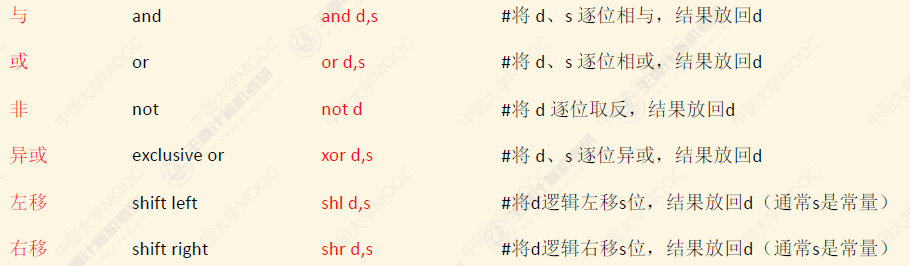 与 and and d,s #将 d、s 逐位相与，结果放回d
或 or or d,s #将 d、s 逐位相或，结果放回d
非 not not d #将 d 逐位取反，结果放回d
异或 exclusive or xor d,s #将 d、s 逐位异或，结果放回d
左移 shift left shl d,s #将d逻辑左移s位，结果放回d（通常s是常量）
右移 shift right shr d,s #将d逻辑右移s位，结果放回d（通常s是常量）